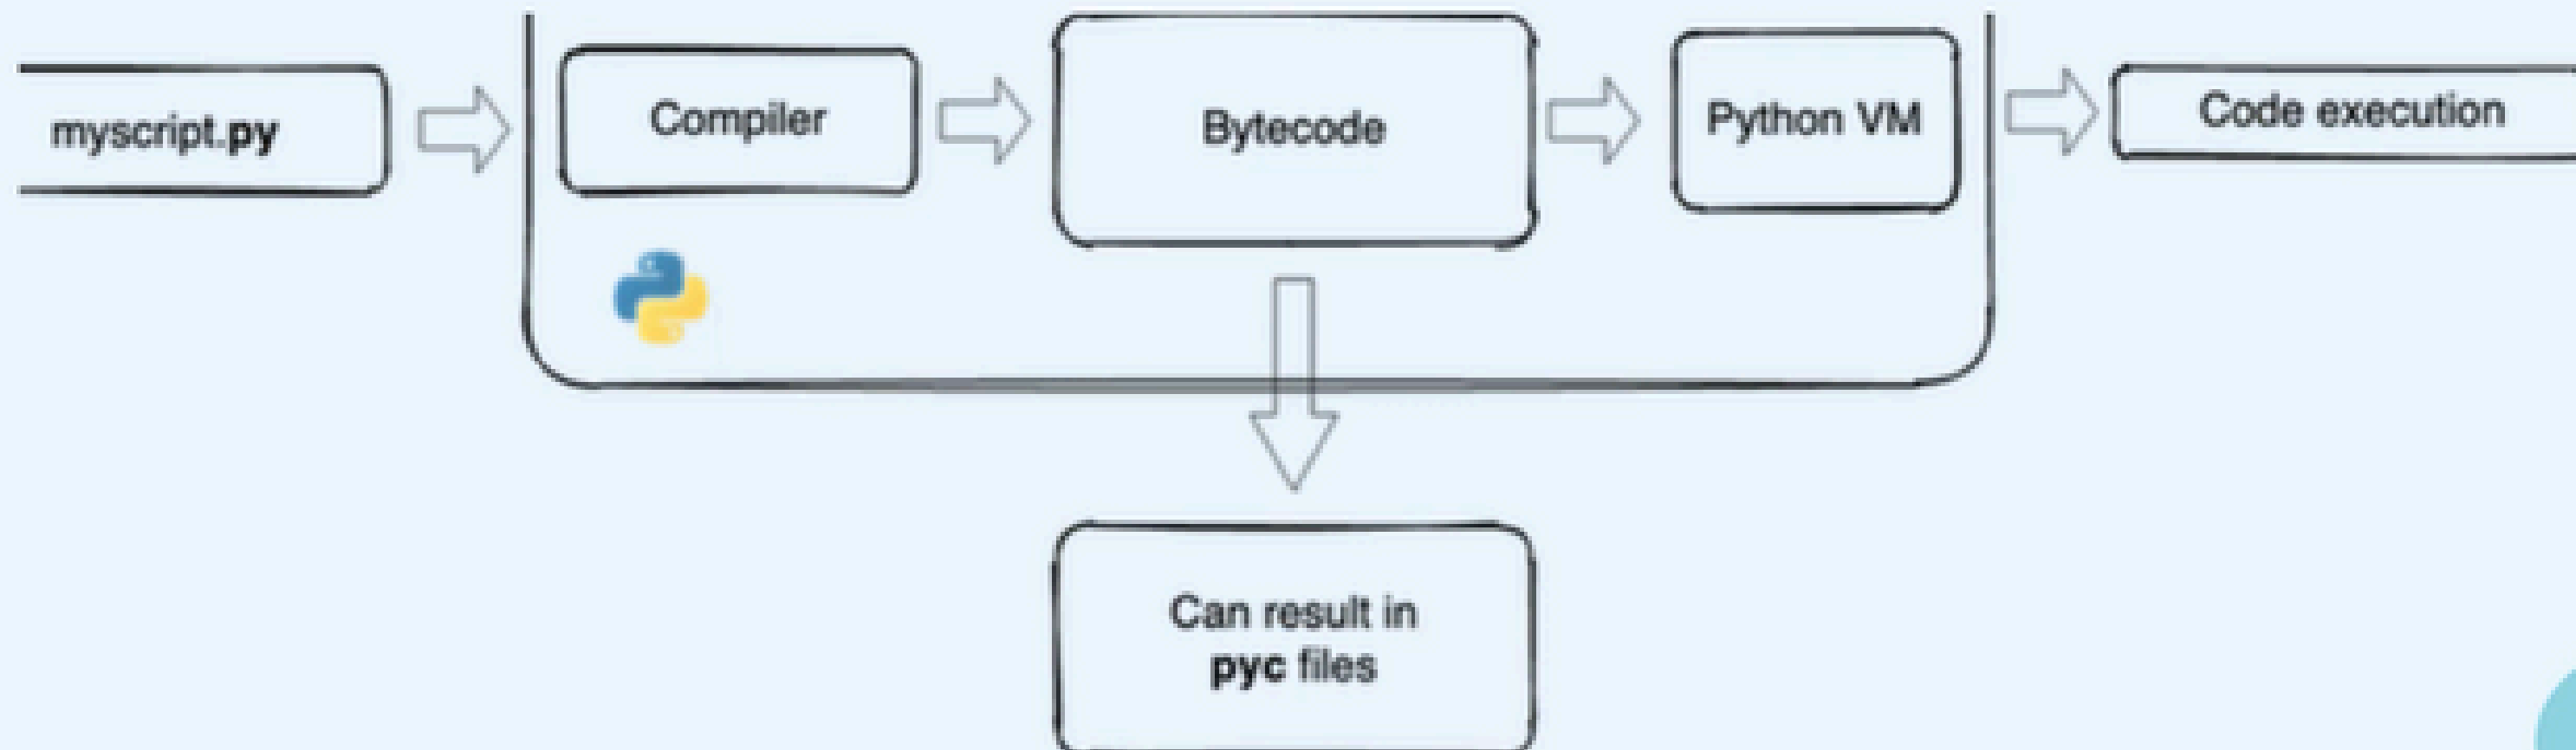 myscript.py
Compiler
Bytecode
Python VM
Code execution
Can result in
pyc files